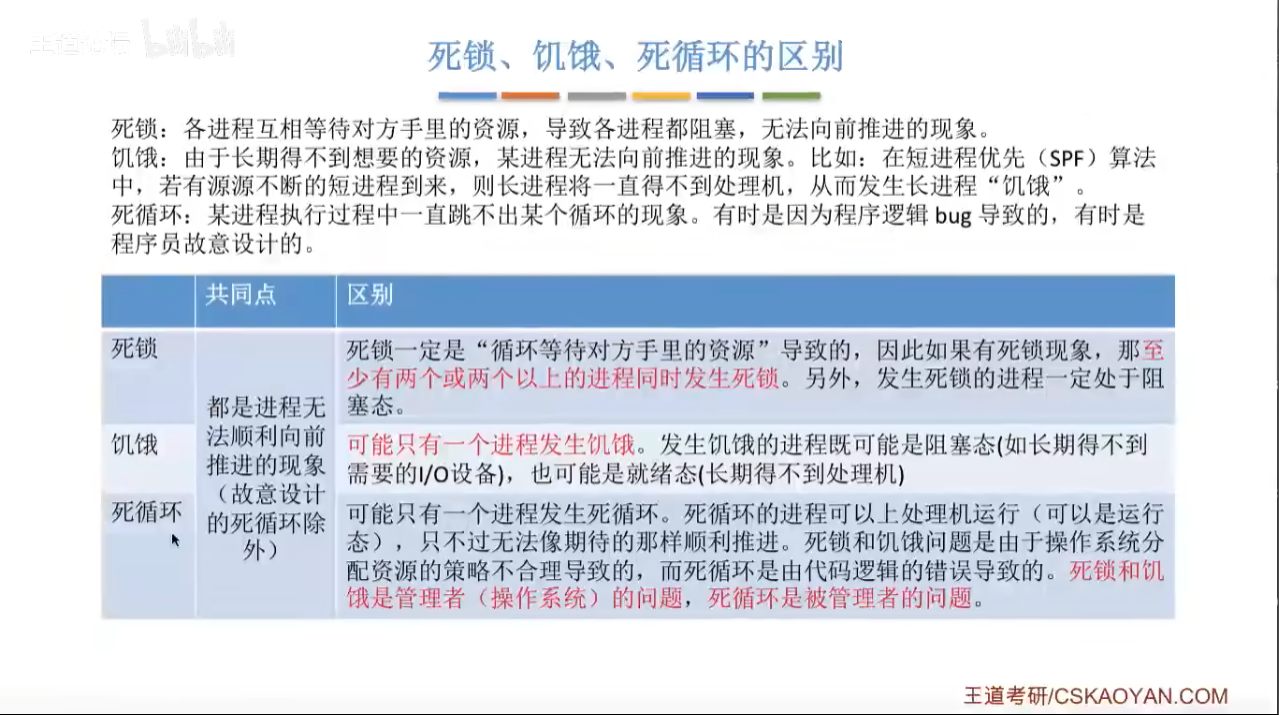 王道论坛 bilibili
死锁、饥饿、死循环的区别
死锁：各进程互相等待对方手里的资源，导致各进程都阻塞，无法向前推进的现象。
饥饿：由于长期得不到想要的资源，某进程无法向前推进的现象。比如：在短进程优先（SPF）算法
中，若有源源不断的短进程到来，则长进程将一直得不到处理机，从而发生长进程“饥饿”。
死循环：某进程执行过程中一直跳不出某个循环的现象。有时是因为程序逻辑 bug 导致的，有时是
程序员故意设计的。
共同点
区别
死锁
死锁一定是“循环等待对方手里的资源”导致的，因此如果有死锁现象，那至
少有两个或两个以上的进程同时发生死锁。另外，发生死锁的进程一定处于阻
塞态。
都是进程无
法顺利向前
推进的现象
（故意设计
的死循环除
外）
饥饿
可能只有一个进程发生饥饿。发生饥饿的进程既可能是阻塞态(如长期得不到
需要的I/O设备)，也可能是就绪态(长期得不到处理机)
死循环
可能只有一个进程发生死循环。死循环的进程可以上处理机运行（可以是运行
态），只不过无法像期待的那样顺利推进。死锁和饥饿问题是由于操作系统分
配资源的策略不合理导致的，而死循环是由代码逻辑的错误导致的。死锁和饥
饿是管理者（操作系统）的问题，死循环是被管理者的问题。
王道考研/CSKAOYAN.COM